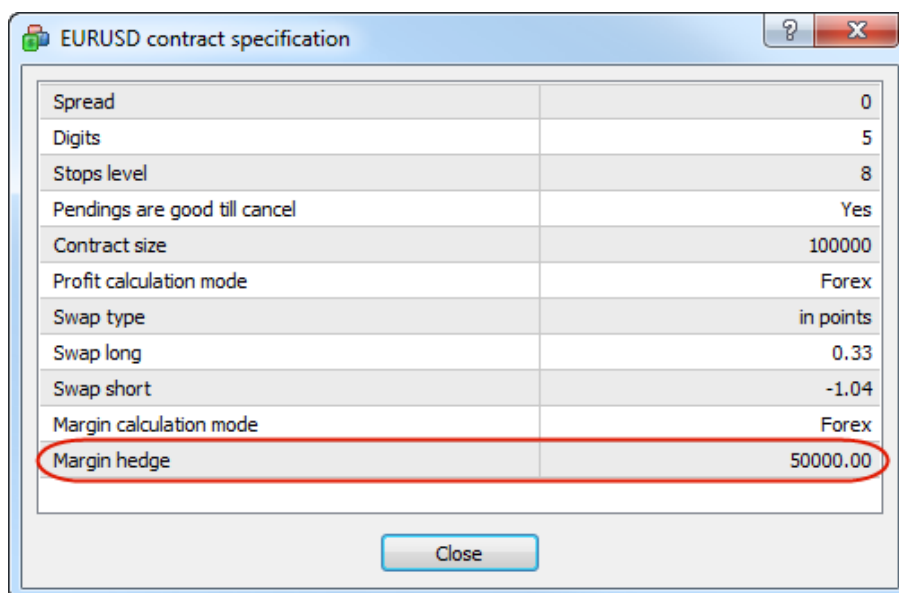 EURUSD contract specification
Spread 0
Digits 5
Stops level 8
Pendings are good till cancel Yes
Contract size 100000
Profit calculation mode Forex
Swap type in points
Swap long 0.33
Swap short -1.04
Margin calculation mode Forex
Margin hedge 50000.00
Close